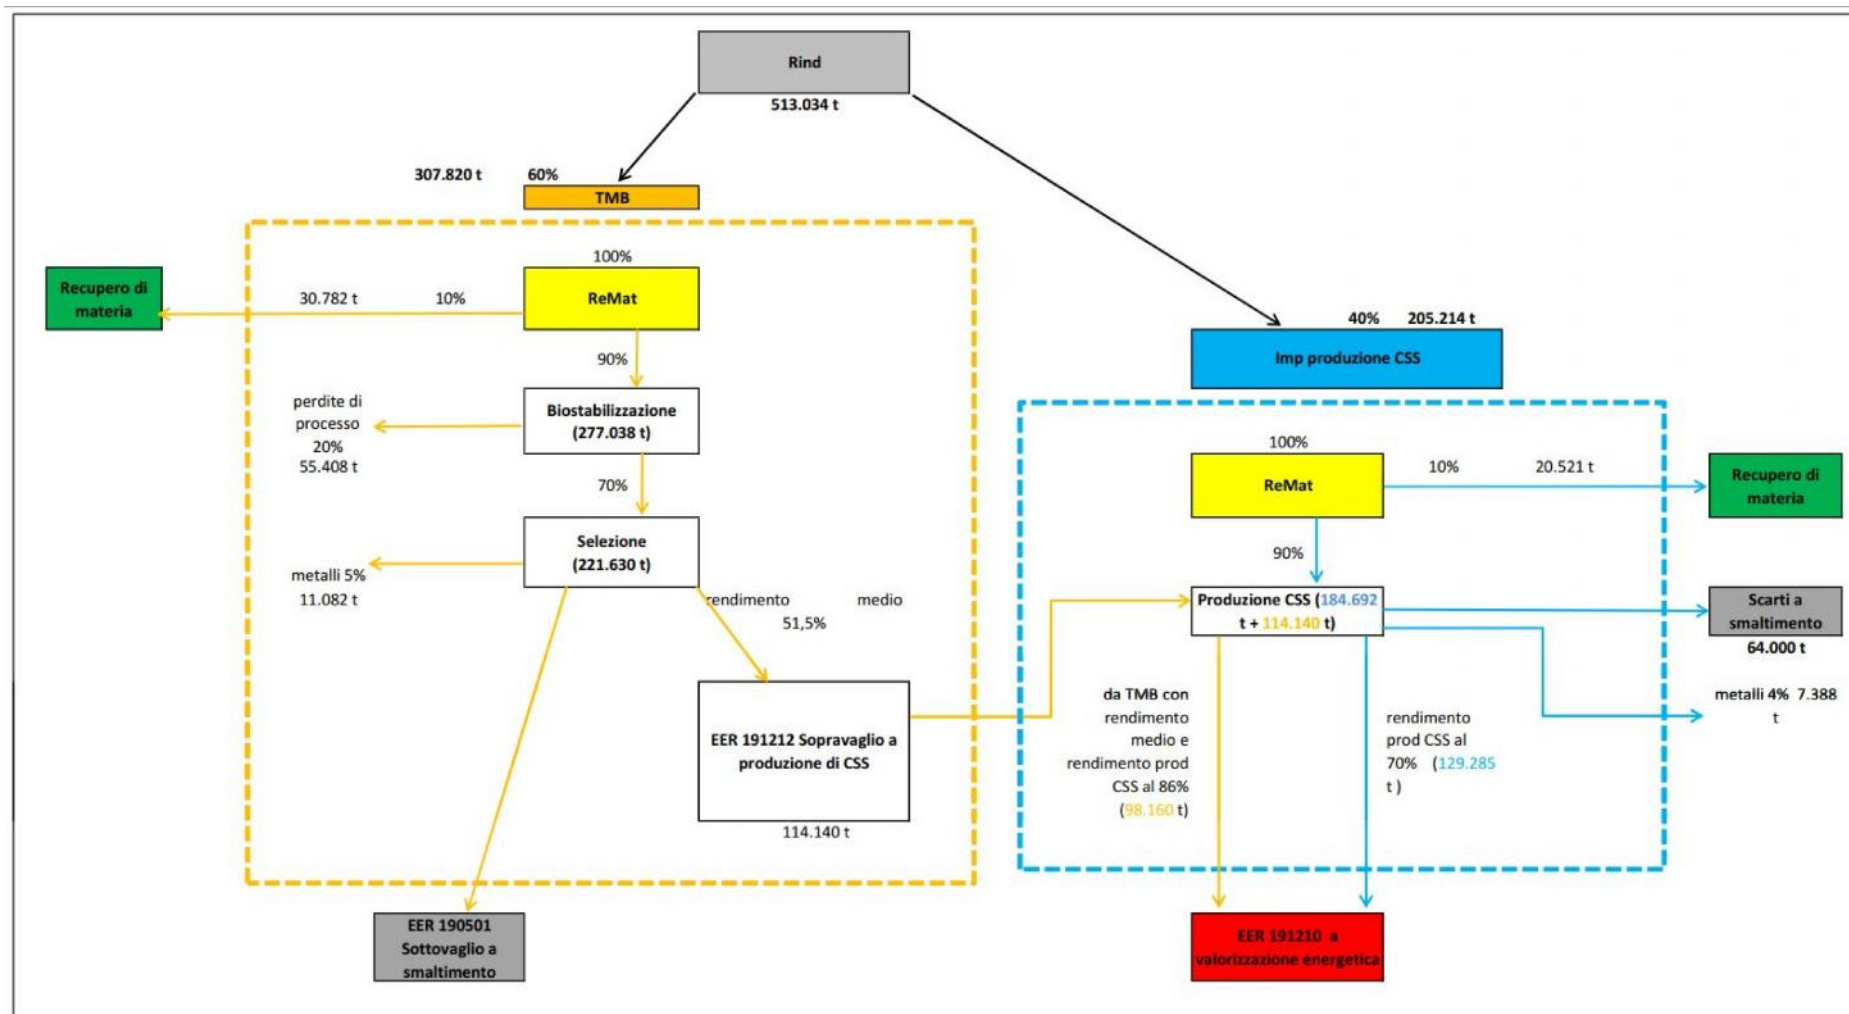 Rind
513.034 t
307.820 t 60%
TMB
100%
Recupero di
materia
30.782 t 10%
ReMat
90%
perdite di
processo
20%
55.408 t
Biostabilizzazione
(277.038 t)
70%
Selezione
(221.630 t)
metalli 5%
11.082 t
rendimento medio
51,5%
EER 191212 Sopravaglio a
produzione di CSS
114.140 t
EER 190501
Sottovaglio a
smaltimento
40% 205.214 t
Imp produzione CSS
100%
ReMat
10% 20.521 t
Recupero di
materia
90%
Produzione CSS (184.692
t + 114.140 t)
Scarti a
smaltimento
64.000 t
metalli 4% 7.388
t
da TMB con
rendimento
medio e
rendimento prod
CSS al 86%
(98.160 t)
rendimento
prod CSS al
70% (129.285
t )
EER 191210 a
valorizzazione energetica